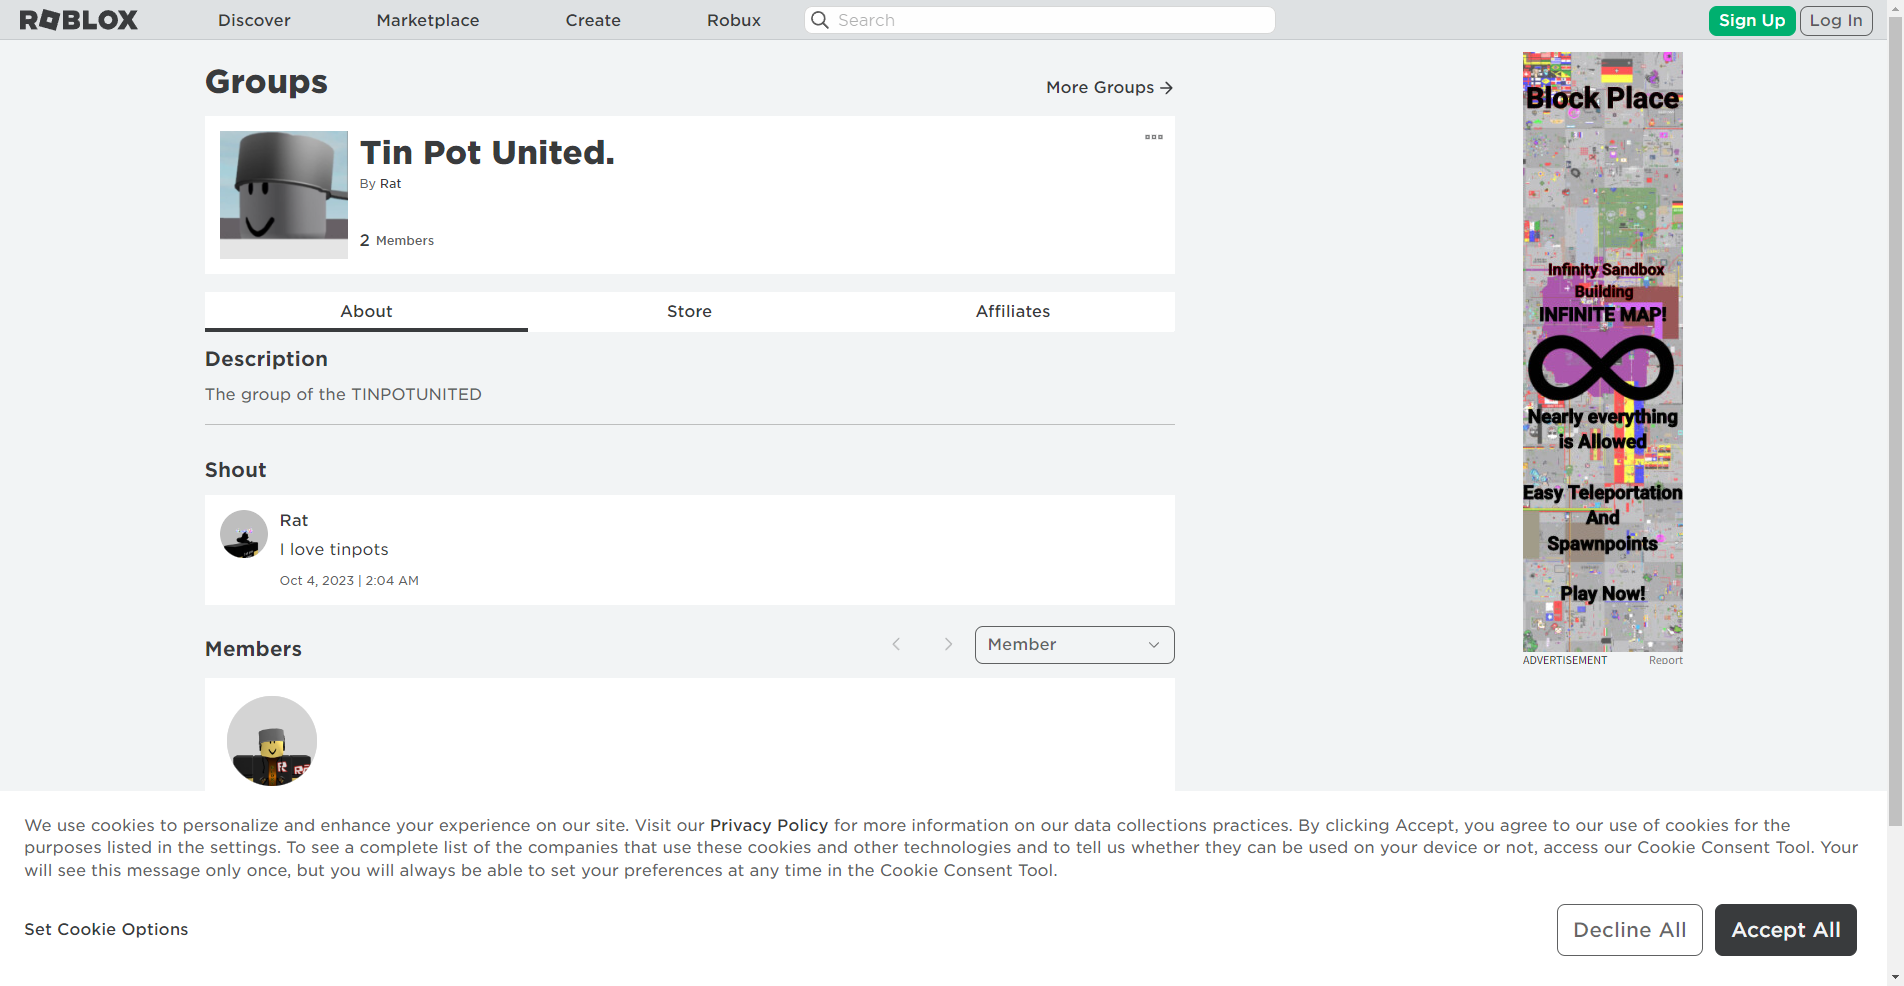 ROBLOX
Discover
Marketplace
Create
Robux
Search
Sign Up
Log In
Groups
More Groups →
Tin Pot United.
By Rat
2 Members
About
Store
Affiliates
Description
The group of the TINPOTUNITED
Shout
Rat
I love tinpots
Oct 4, 2023 | 2:04 AM
Members
Member
Block Place
Infinity Sandbox
Building
INFINITE MAP!
Nearly everything
is Allowed
Easy Teleportation
And
Spawnpoints
Play Now!
ADVERTISEMENT
Report
We use cookies to personalize and enhance your experience on our site. Visit our Privacy Policy for more information on our data collections practices. By clicking Accept, you agree to our use of cookies for the
purposes listed in the settings. To see a complete list of the companies that use these cookies and other technologies and to tell us whether they can be used on your device or not, access our Cookie Consent Tool. Your
will see this message only once, but you will always be able to set your preferences at any time in the Cookie Consent Tool.
Set Cookie Options
Decline All
Accept All